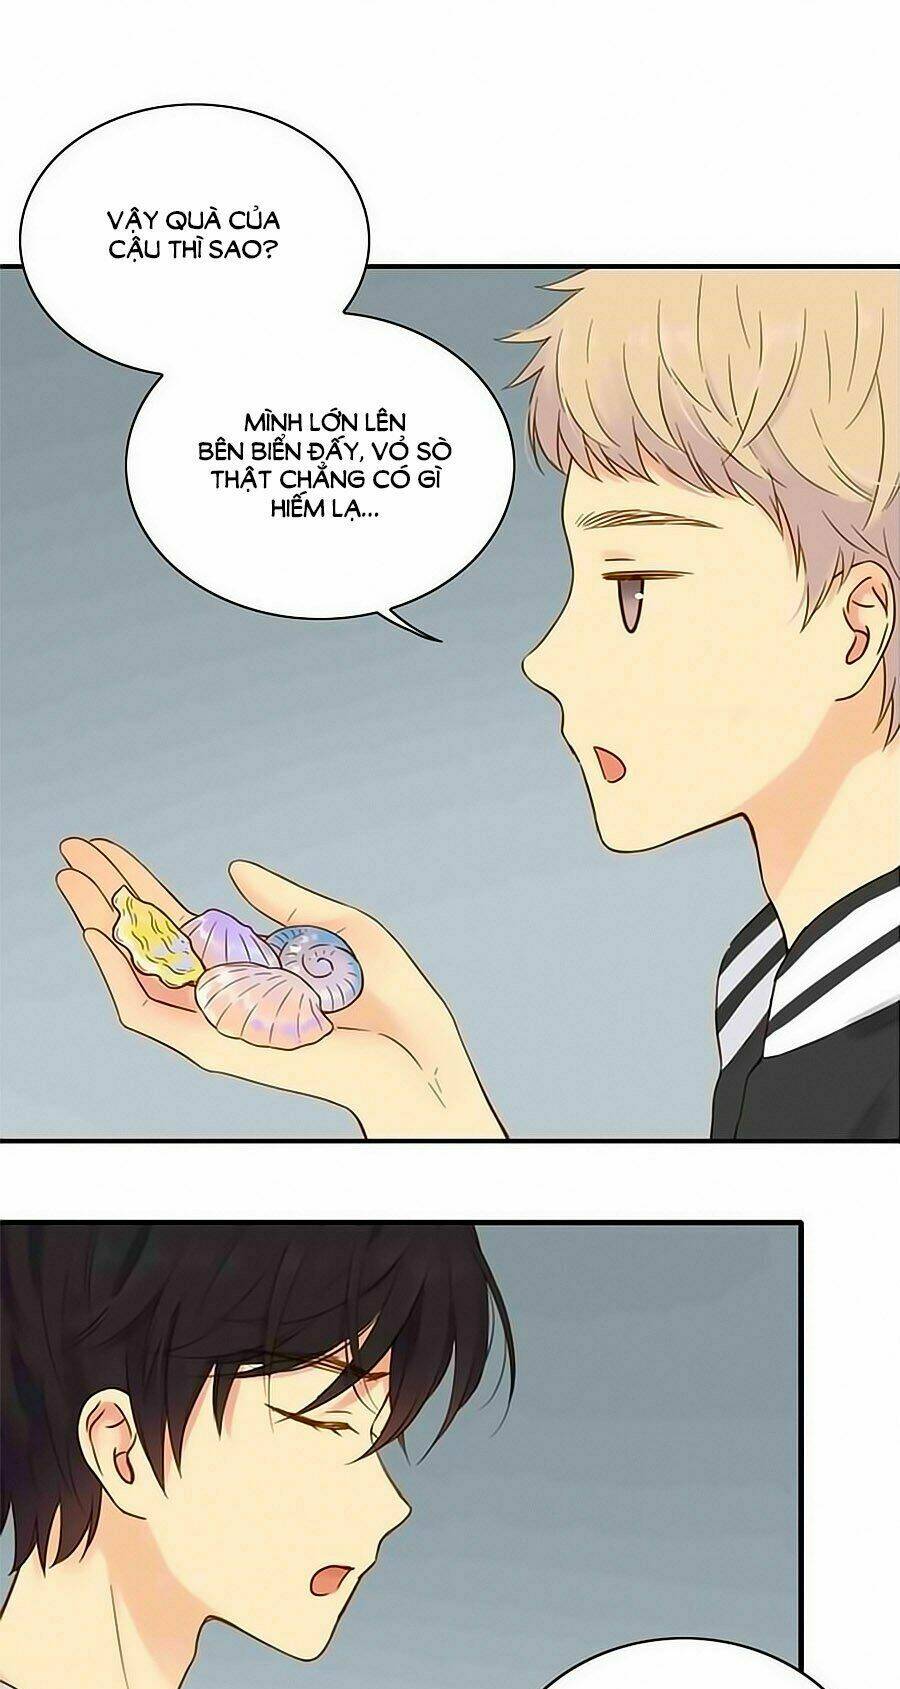 VẬY QUÀ CỦA
CẬU THÌ SAO?
MÌNH LỚN LÊN
BÊN BIỂN ĐẤY, VỎ SÒ
THẬT CHẲNG CÓ GÌ
HIẾM LẠ...